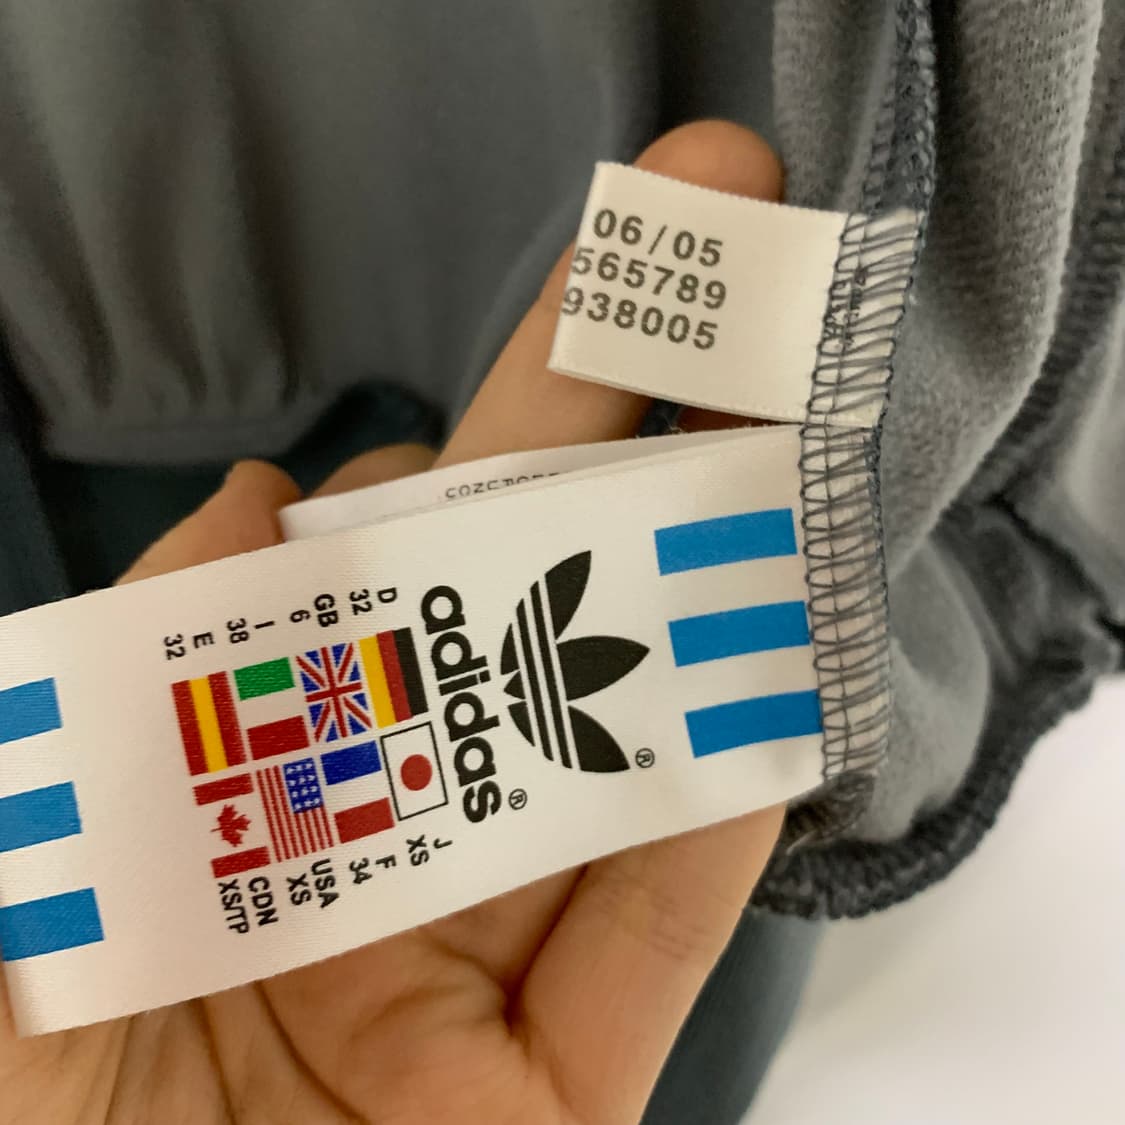 06/05
565789
938005
adidas®
®
D
32
GB
6
I
38
E
32
J
XS
F
34
USA
XS
CDN
XS/TP